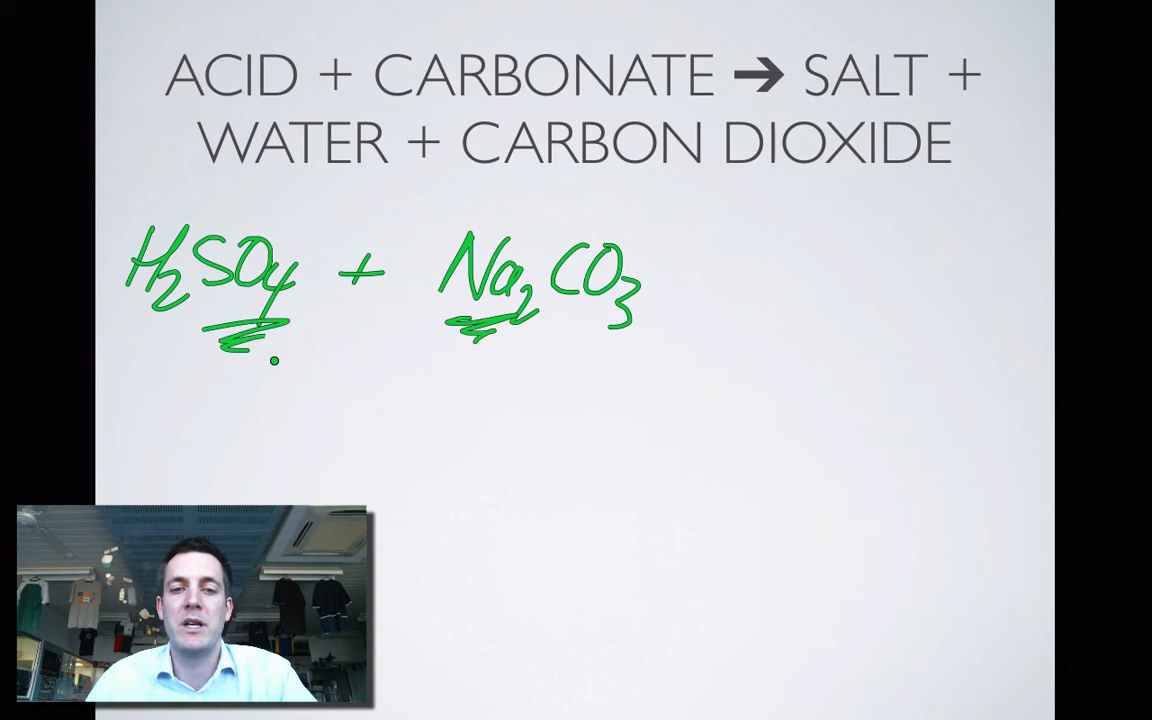 ACID + CARBONATE ➔ SALT +
WATER + CARBON DIOXIDE
H₂SO₄ + Na₂CO₃